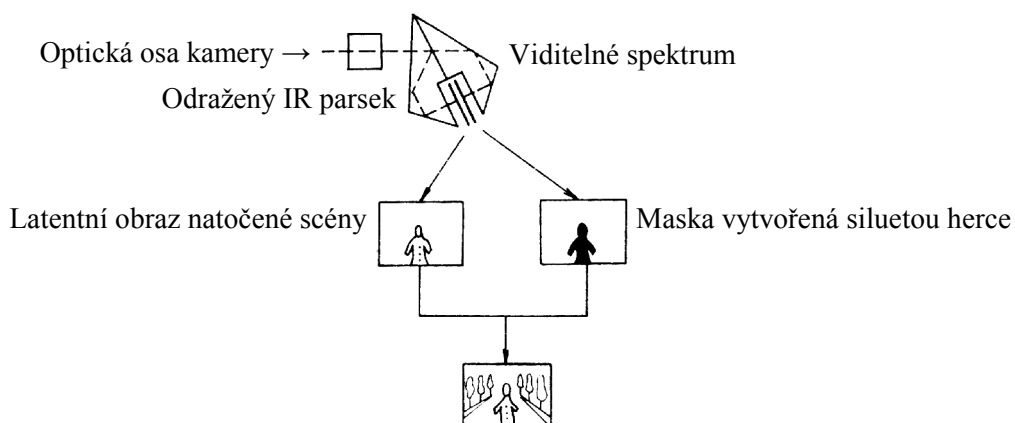 Optická osa kamery →
Viditelné spektrum
Odražený IR parsek
Latentní obraz natočené scény
Maska vytvořená siluetou herce